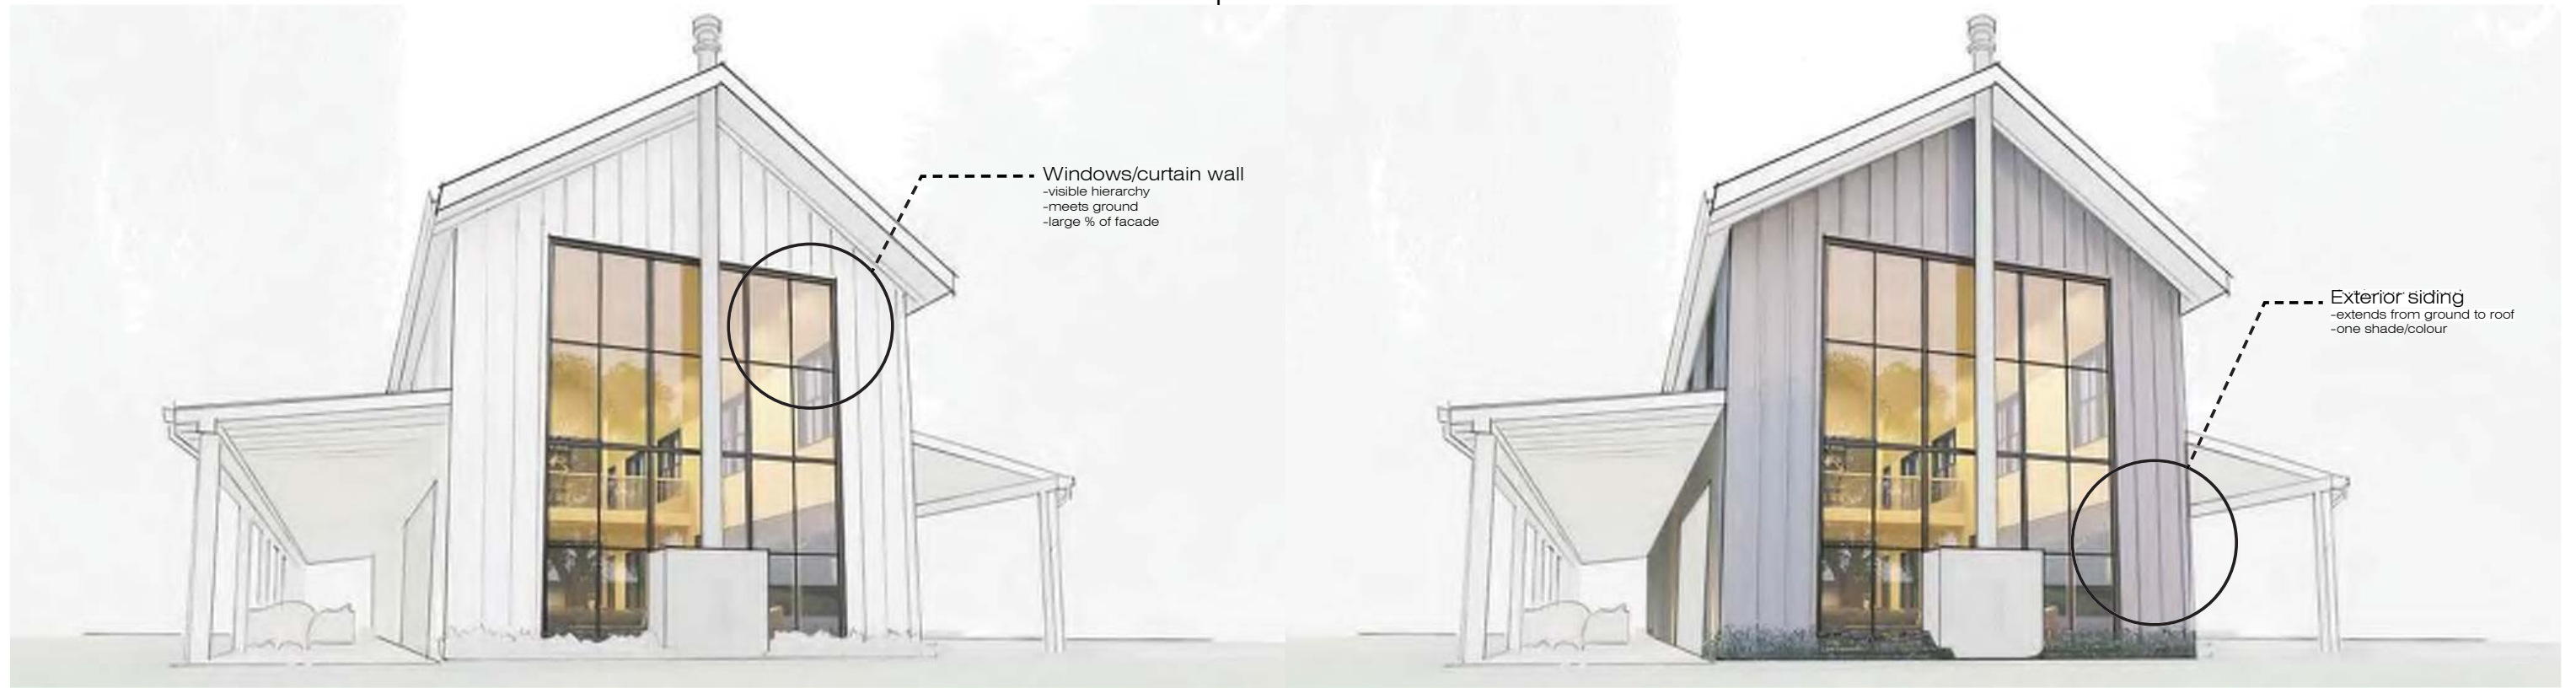 Windows/curtain wall
-visible hierarchy
-meets ground
-large % of facade
Exterior siding
-extends from ground to roof
-one shade/colour